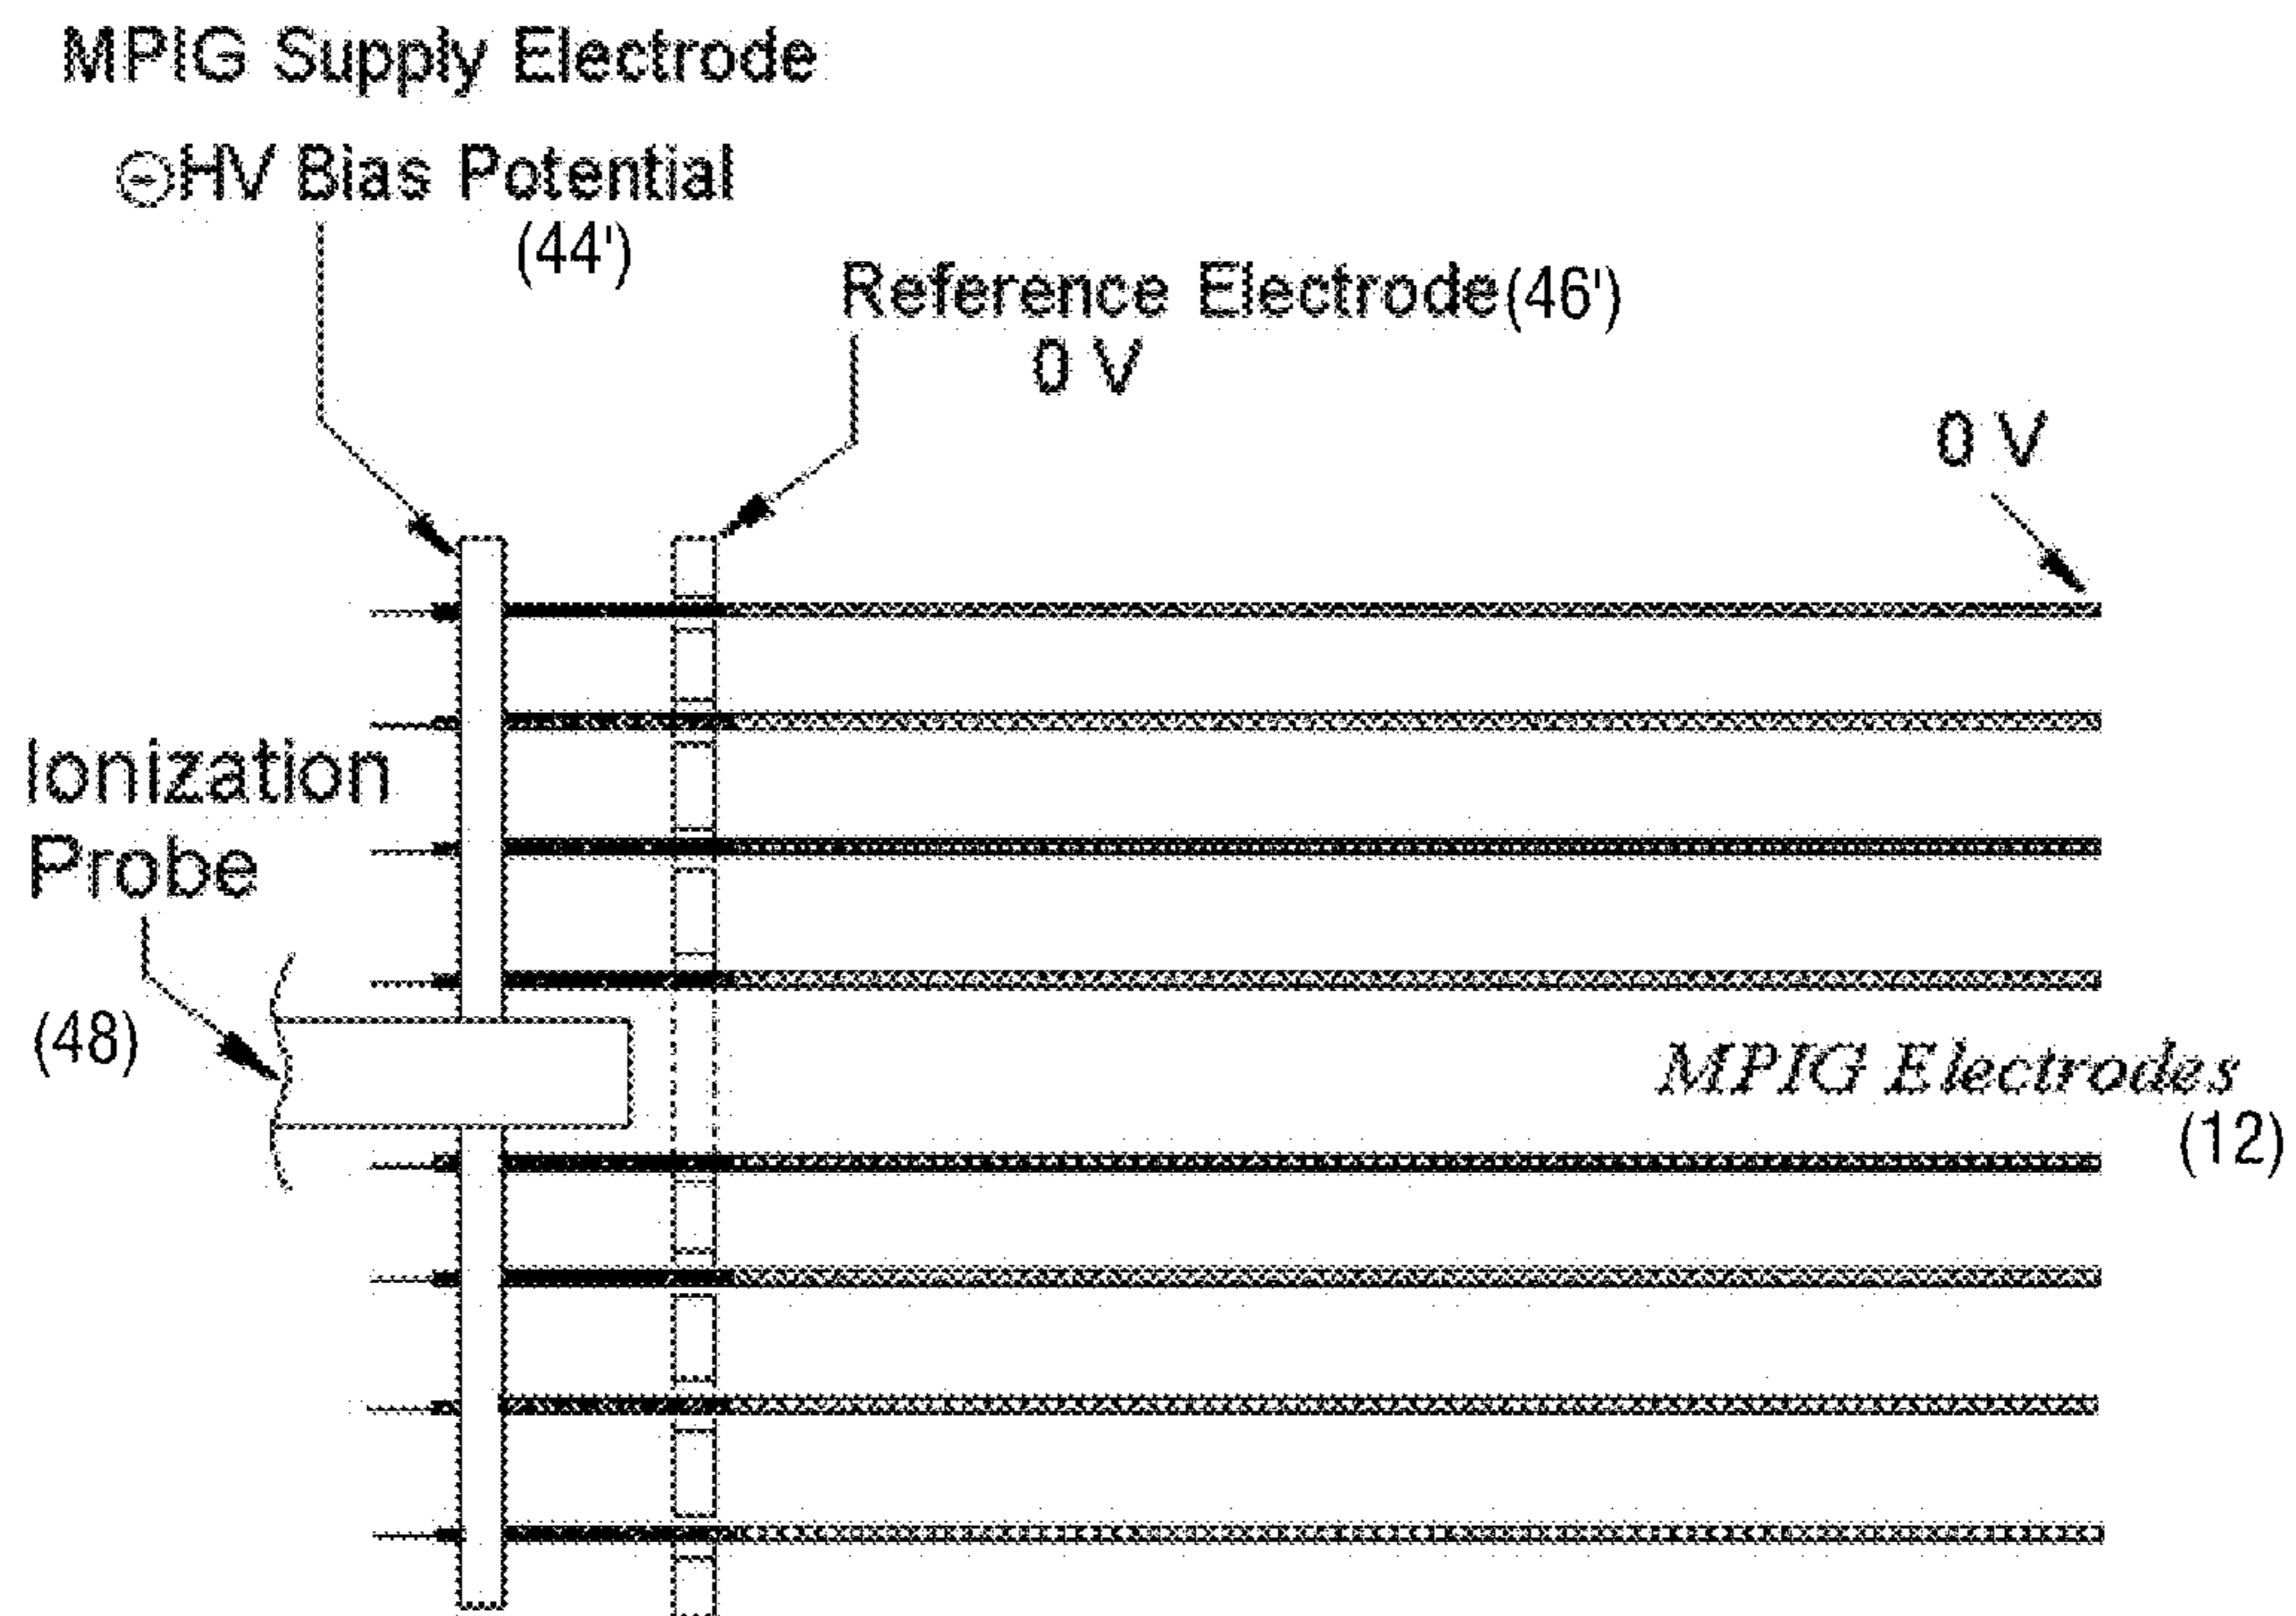 MPIG Supply Electrode
⊖HV Bias Potential
(44')
Reference Electrode(46')
0 V
0 V
Ionization
Probe
(48)
MPIG Electrodes
(12)